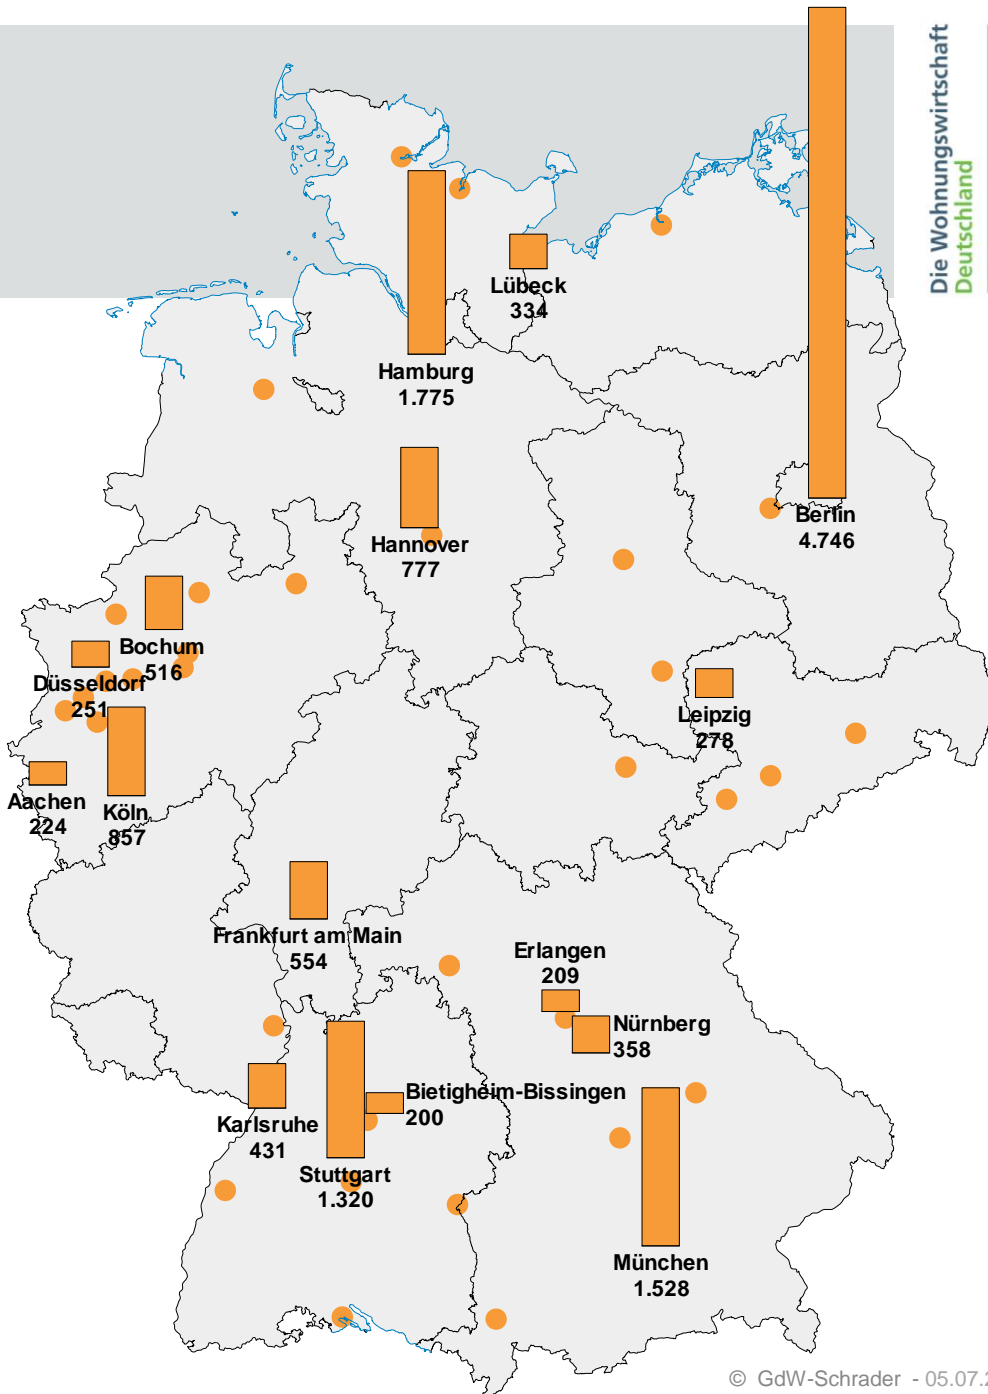 Die Wohnungswirtschaft
Deutschland
Lübeck
334
Hamburg
1.775
Hannover
777
Berlin
4.746
Bochum
516
Düsseldorf
251
Leipzig
278
Aachen
224
Köln
857
Frankfurt am Main
554
Erlangen
209
Nürnberg
358
Bietigheim-Bissingen
200
Karlsruhe
431
Stuttgart
1.320
München
1.528
© GdW-Schrader - 05.07.2